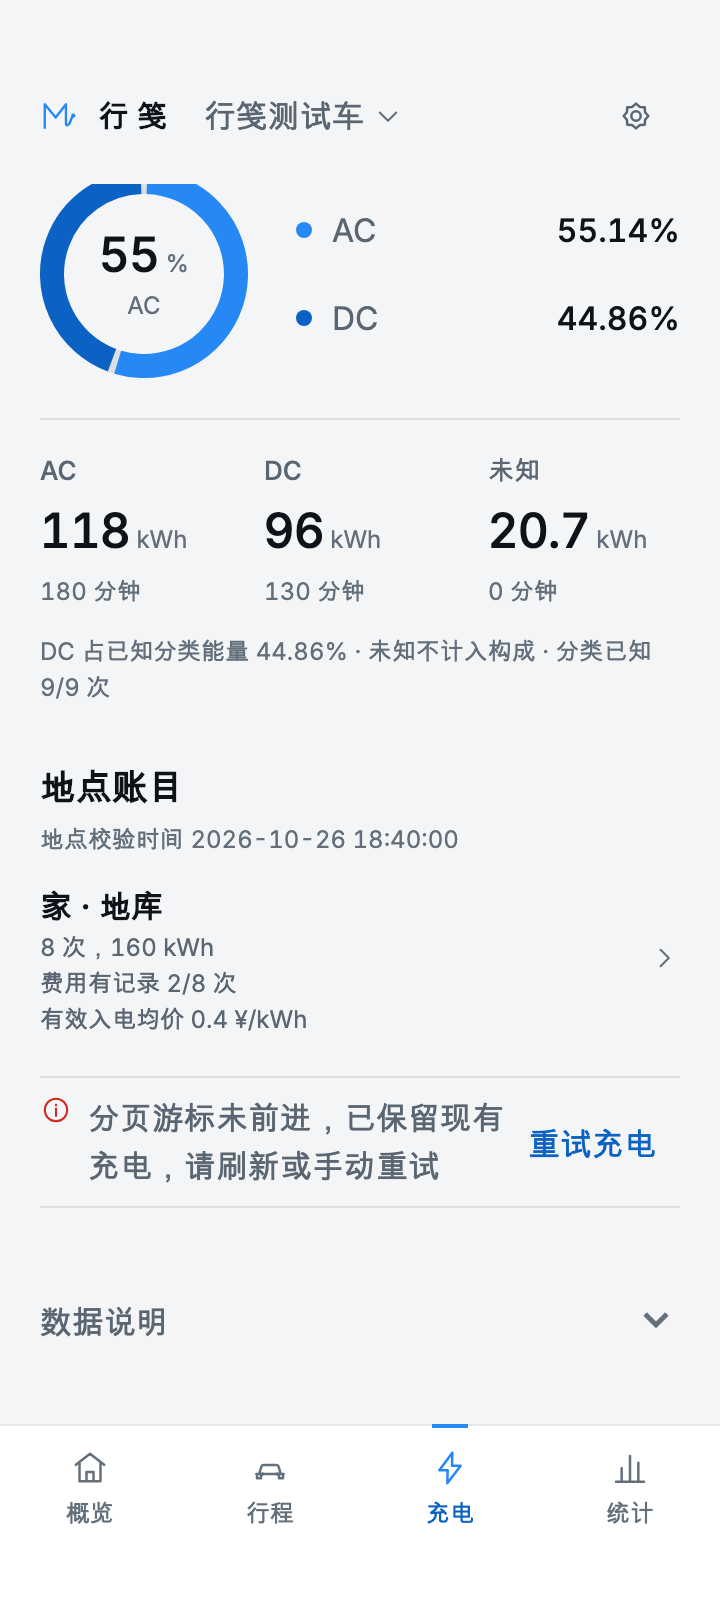 行笺 行笺测试车
55 %
AC
AC 55.14%
DC 44.86%
AC DC 未知
118 kWh 96 kWh 20.7 kWh
180 分钟 130 分钟 0 分钟
DC 占已知分类能量 44.86% · 未知不计入构成 · 分类已知
9/9 次
地点账目
地点校验时间 2026-10-26 18:40:00
家 · 地库
8 次，160 kWh
费用有记录 2/8 次
有效入电均价 0.4 ¥/kWh
分页游标未前进，已保留现有
充电，请刷新或手动重试
重试充电
数据说明
概览 行程 充电 统计